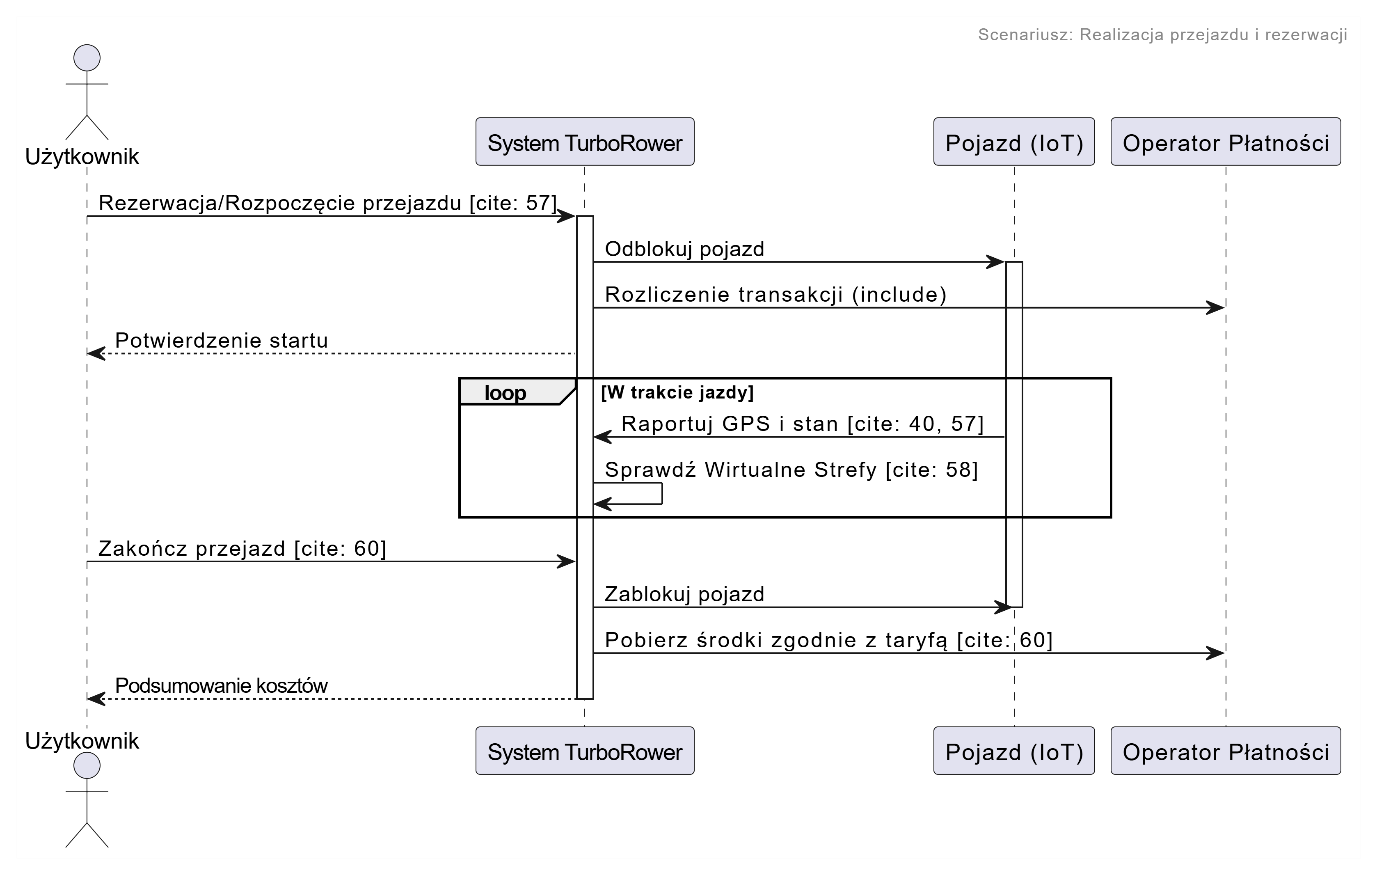 Scenariusz: Realizacja przejazdu i rezerwacji
Użytkownik
System TurboRower
Pojazd (IoT)
Operator Płatności
Rezerwacja/Rozpoczęcie przejazdu [cite: 57]
Odblokuj pojazd
Rozliczenie transakcji (include)
Potwierdzenie startu
loop
[W trakcie jazdy]
Raportuj GPS i stan [cite: 40, 57]
Sprawdź Wirtualne Strefy [cite: 58]
Zakończ przejazd [cite: 60]
Zablokuj pojazd
Pobierz środki zgodnie z taryfą [cite: 60]
Podsumowanie kosztów
Użytkownik
System TurboRower
Pojazd (IoT)
Operator Płatności